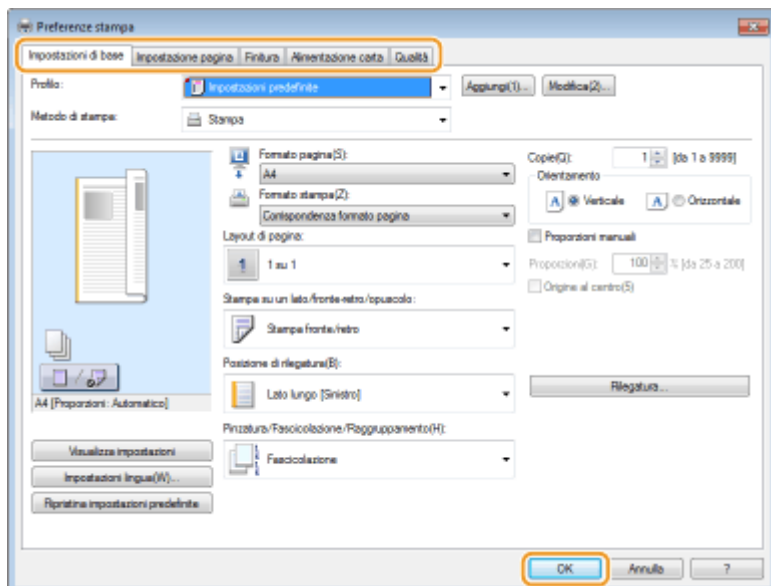 Preferenze stampa
Impostazioni di base Impostazione pagina Finitura Alimentazione carta Qualità
Profilo: Impostazioni predefinite Aggiungi(1)... Modifica(2)...
Metodo di stampa: Stampa
Formato pagina(S): Copie(Q): 1 [da 1 a 9999]
A4 Orientamento
Formato stampa(Z): A Verticale A Orizzontale
Corrispondenza formato pagina
Layout di pagina: Proporzioni manuali
1 1 su 1 Proporzioni(G): 100 % [da 25 a 200]
Origine al centro(5)
Stampa su un lato/fronte-retro/opuscolo:
Stampa fronte/retro
Posizione di rilegatura(B):
Lato lungo [Sinistro] Rilegatura...
A4 [Proporzioni: Automatico]
Pinzatura/Fascicolazione/Raggruppamento(H):
Visualizza impostazioni
Fascicolazione
Impostazioni lingua(W)...
Ripristina impostazioni predefinite
OK Annulla ?